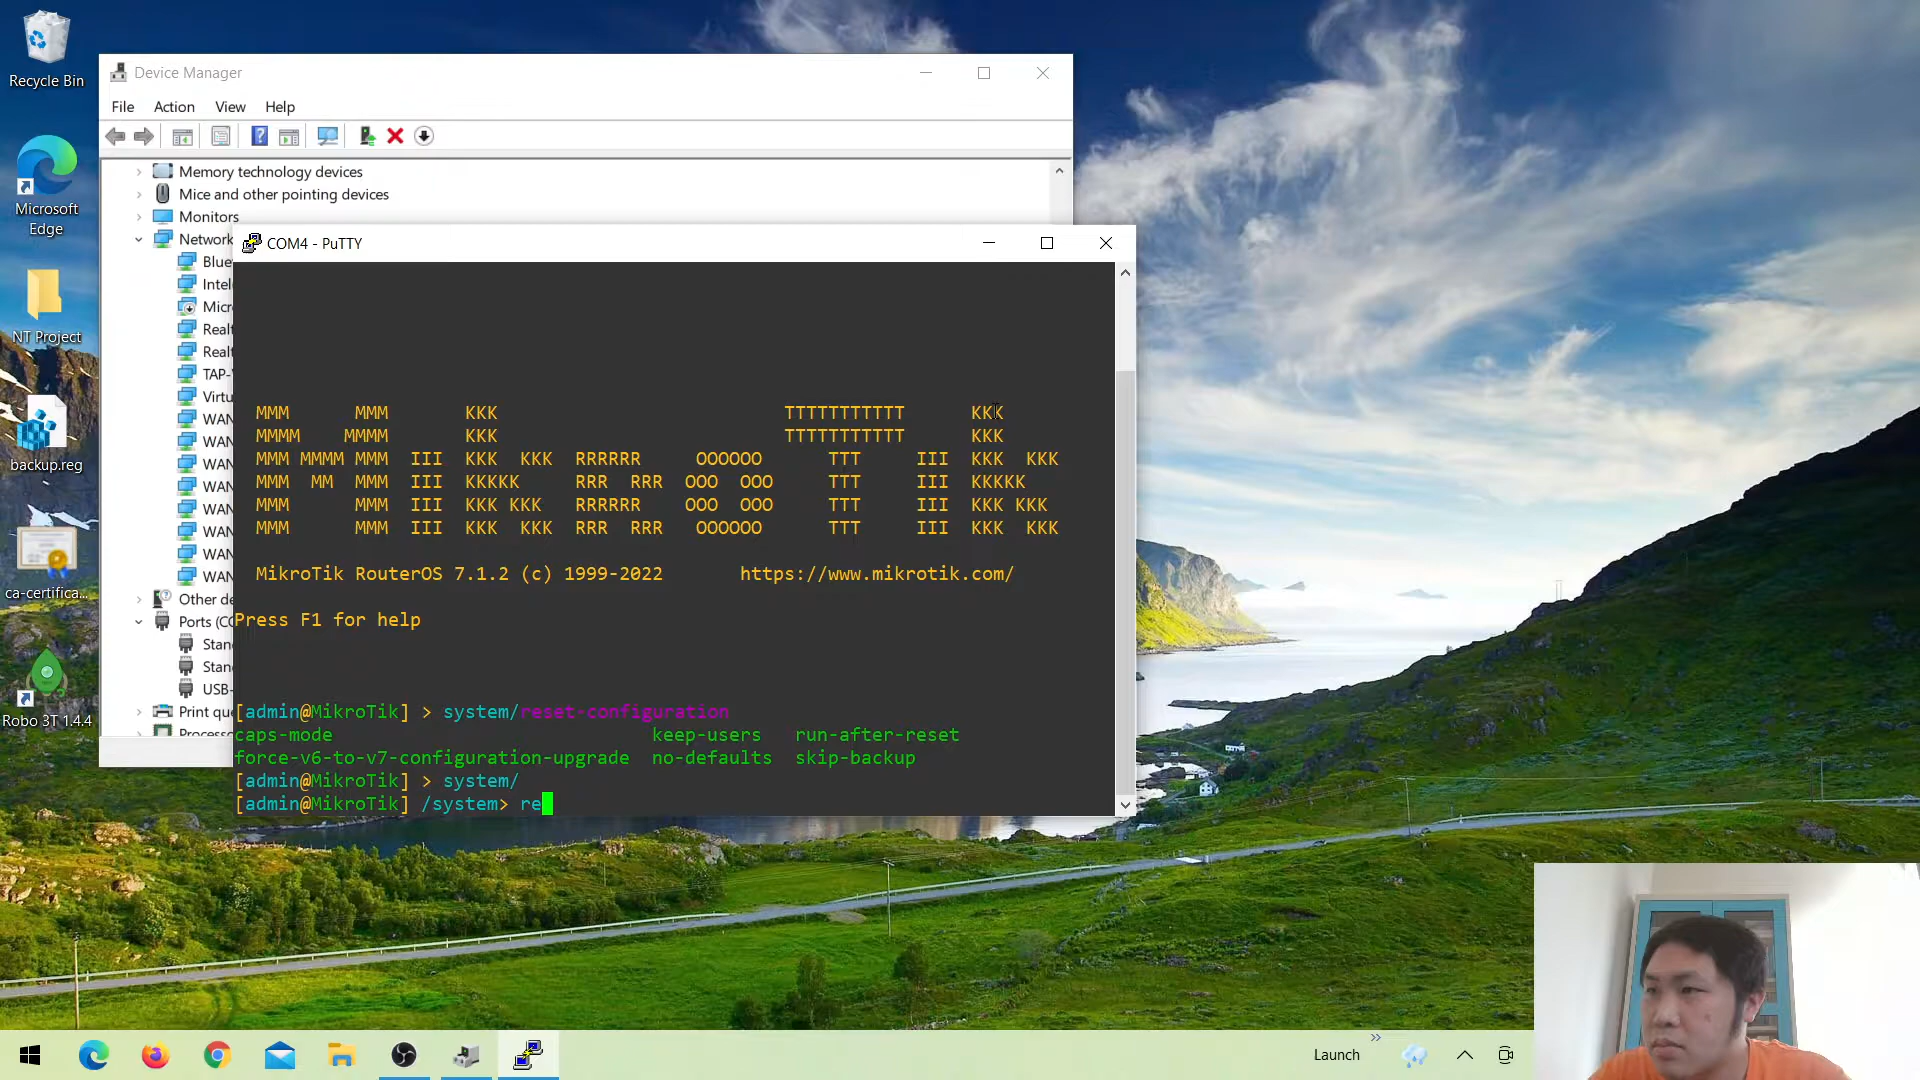 Recycle Bin
Microsoft
Edge
NT Project
backup.reg
ca-certifica...
Robo 3T 1.4.4
Device Manager
File Action View Help
Memory technology devices
Mice and other pointing devices
Monitors
Network
Blue
Intel
Micr
Realt
Realt
TAP-
Virtu
WAN
WAN
WAN
WAN
WAN
WAN
WAN
WAN
Other de
Ports (CO
Stan
Stan
USB-
Print que
Processo
COM4 - PuTTY
MMM      MMM       KKK                          TTTTTTTTTTT      KKK
MMMM    MMMM       KKK                          TTTTTTTTTTT      KKK
MMM MMMM MMM  III  KKK  KKK  RRRRRR     OOOOOO      TTT     III  KKK  KKK
MMM  MM  MMM  III  KKKKK     RRR  RRR  OOO  OOO     TTT     III  KKKKK
MMM      MMM  III  KKK KKK   RRRRRR    OOO  OOO     TTT     III  KKK KKK
MMM      MMM  III  KKK  KKK  RRR  RRR   OOOOOO      TTT     III  KKK  KKK
MikroTik RouterOS 7.1.2 (c) 1999-2022       https://www.mikrotik.com/
Press F1 for help
[admin@MikroTik] > system/reset-configuration
caps-mode keep-users run-after-reset
force-v6-to-v7-configuration-upgrade no-defaults skip-backup
[admin@MikroTik] > system/
[admin@MikroTik] /system> re
Launch